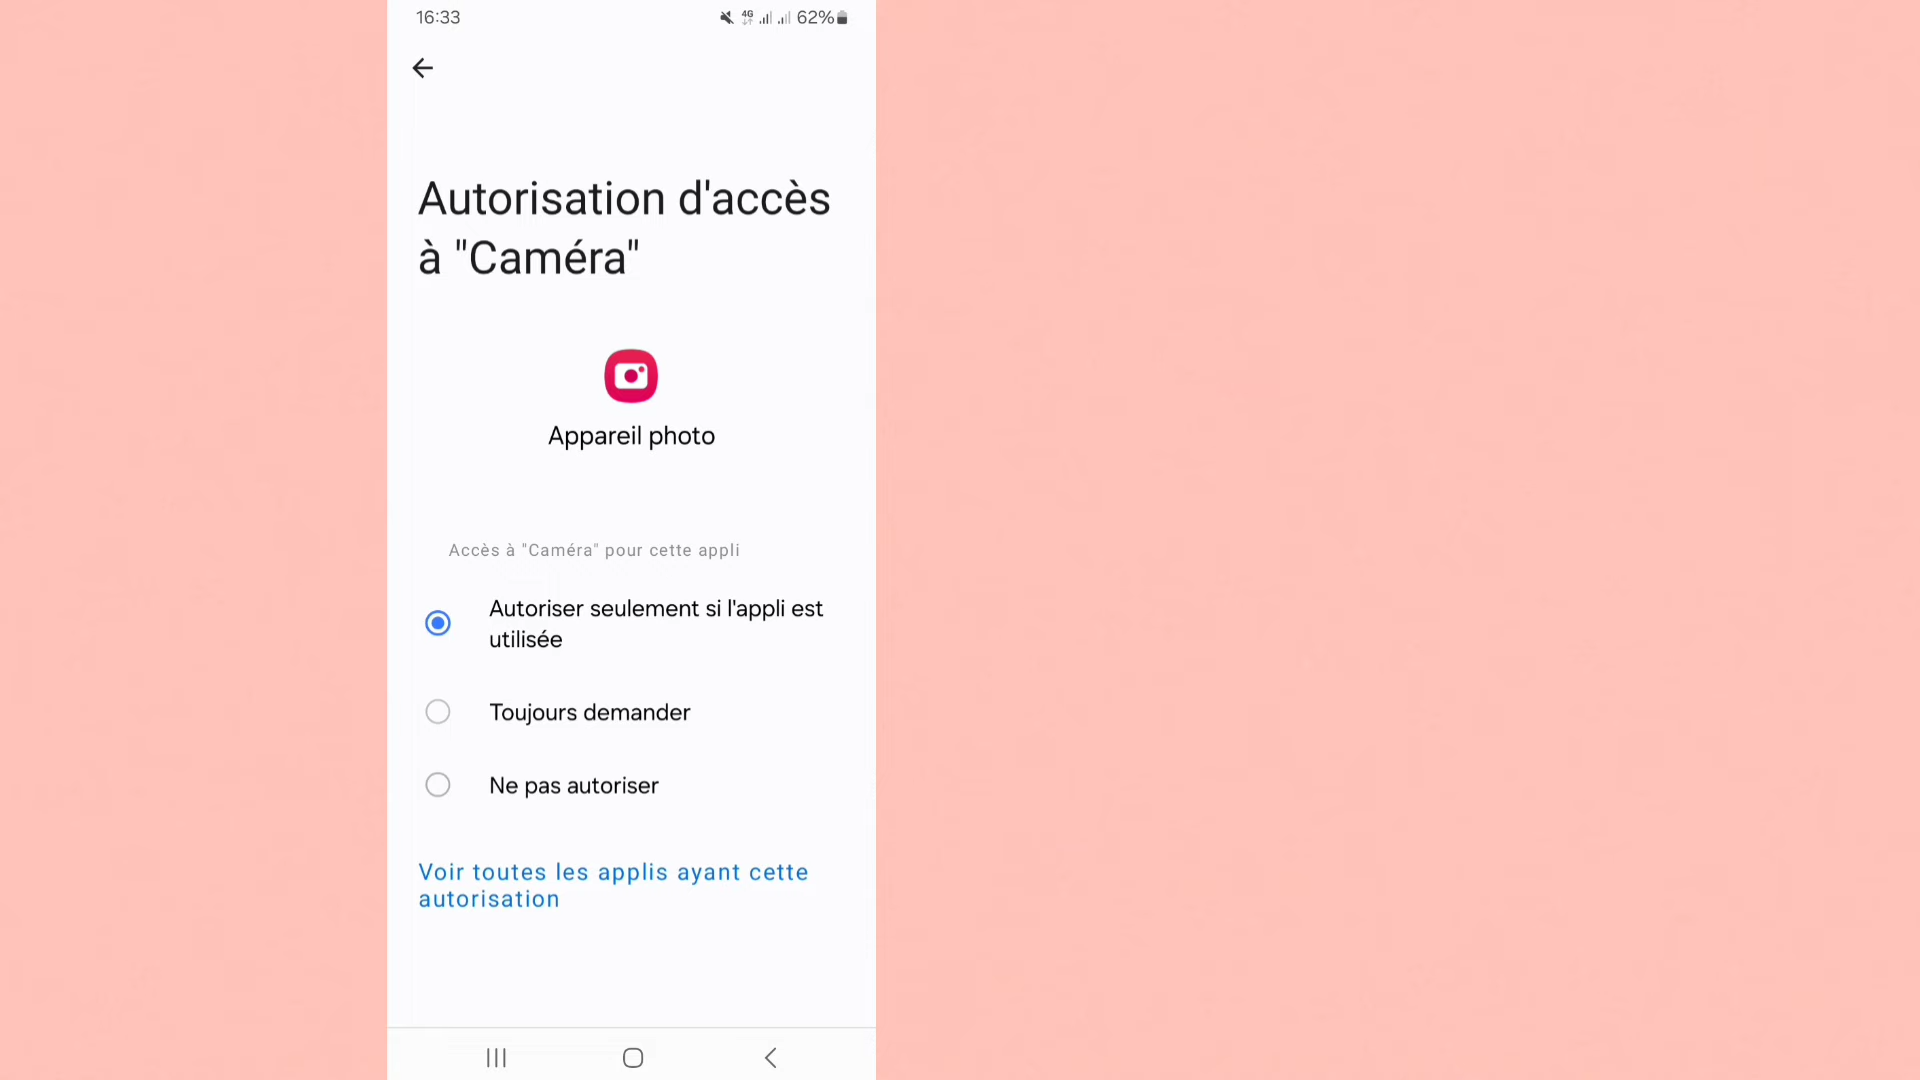 16:33
4G 62%
Autorisation d'accès
à "Caméra"
Appareil photo
Accès à "Caméra" pour cette appli
Autoriser seulement si l'appli est
utilisée
Toujours demander
Ne pas autoriser
Voir toutes les applis ayant cette
autorisation